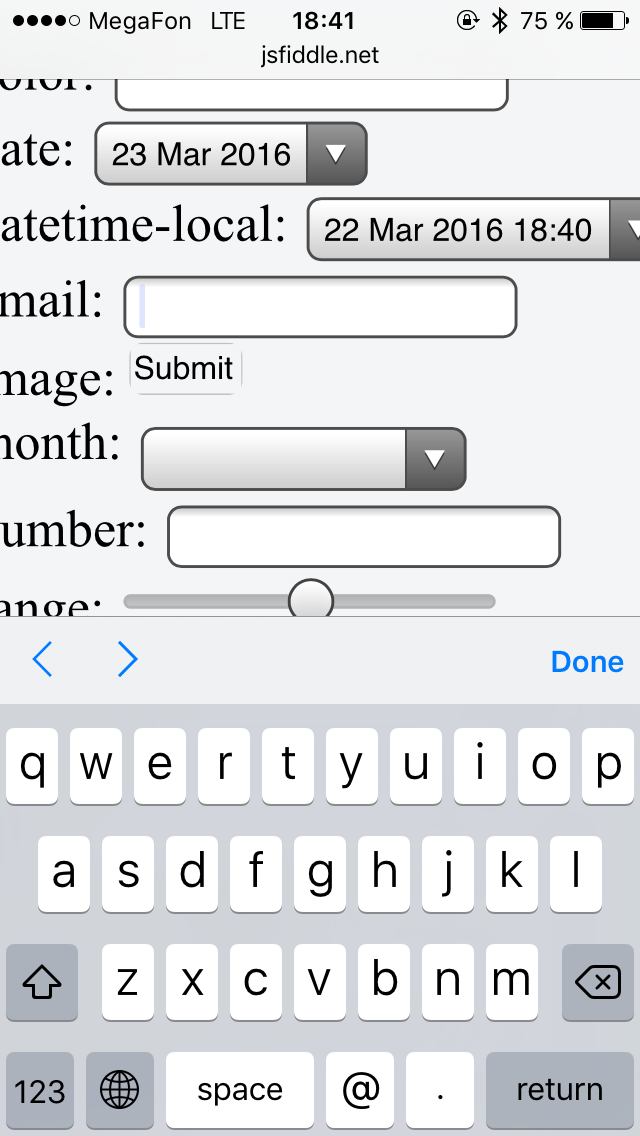 MegaFon LTE 18:41 75 %
jsfiddle.net
olor:
ate: 23 Mar 2016
atetime-local: 22 Mar 2016 18:40
mail:
mage: Submit
onth:
umber:
ange:
Done
q w e r t y u i o p
a s d f g h j k l
z x c v b n m
123 space @ . return